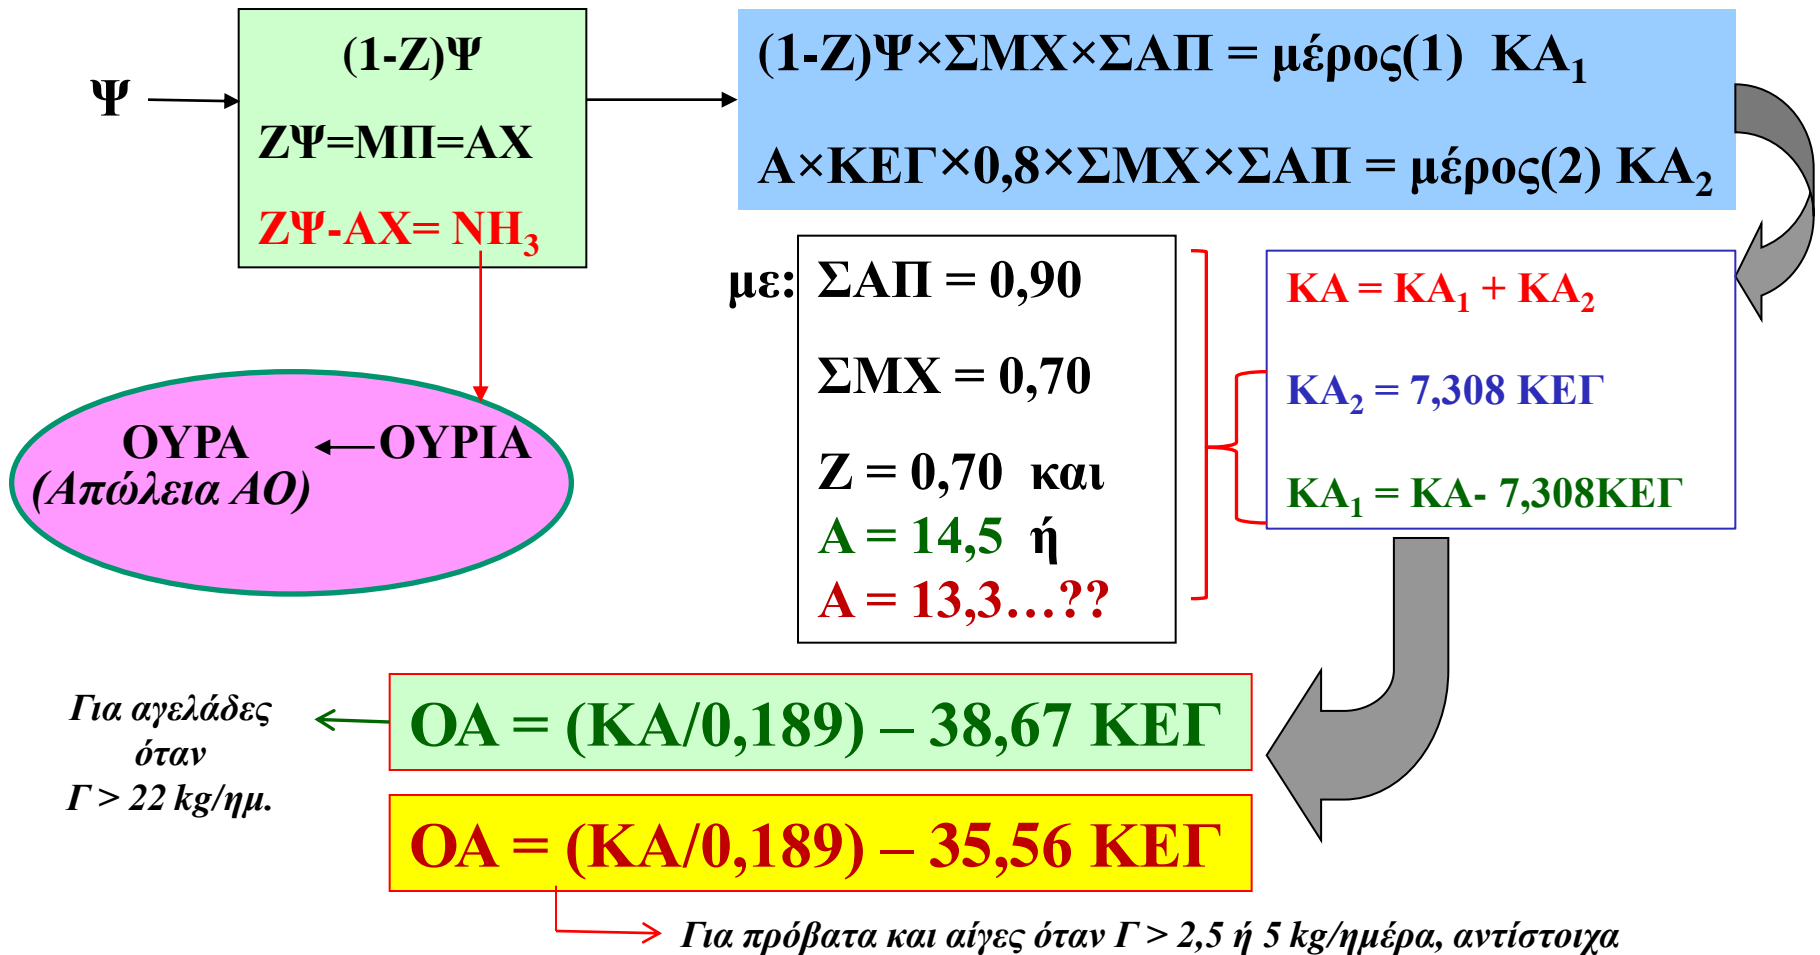 Ψ
(1-Ζ)Ψ
ΖΨ=ΜΠ=ΑΧ
ΖΨ-ΑΧ= NH₃
(1-Ζ)Ψ×ΣΜΧ×ΣΑΠ = μέρος(1) ΚΑ₁
Α×ΚΕΓ×0,8×ΣΜΧ×ΣΑΠ = μέρος(2) ΚΑ₂
με:
ΣΑΠ = 0,90
ΣΜΧ = 0,70
Ζ = 0,70 και
Α = 14,5 ή
Α = 13,3…??
ΚΑ = ΚΑ₁ + ΚΑ₂
ΚΑ₂ = 7,308 ΚΕΓ
ΚΑ₁ = ΚΑ- 7,308ΚΕΓ
ΟΥΡΑ
ΟΥΡΙΑ
(Απώλεια ΑΟ)
Για αγελάδες
όταν
Γ > 22 kg/ημ.
ΟΑ = (ΚΑ/0,189) – 38,67 ΚΕΓ
ΟΑ = (ΚΑ/0,189) – 35,56 ΚΕΓ
Για πρόβατα και αίγες όταν Γ > 2,5 ή 5 kg/ημέρα, αντίστοιχα